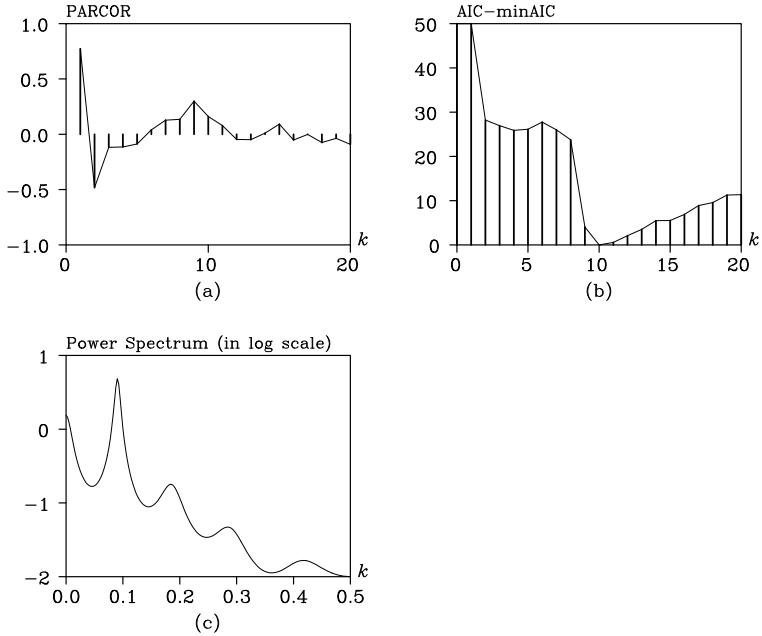 PARCOR
1.0
0.5
0.0
−0.5
−1.0
0 10 20 k
(a)
AIC−minAIC
50
40
30
20
10
0
0 5 10 15 20 k
(b)
Power Spectrum (in log scale)
1
0
−1
−2
0.0 0.1 0.2 0.3 0.4 0.5 k
(c)